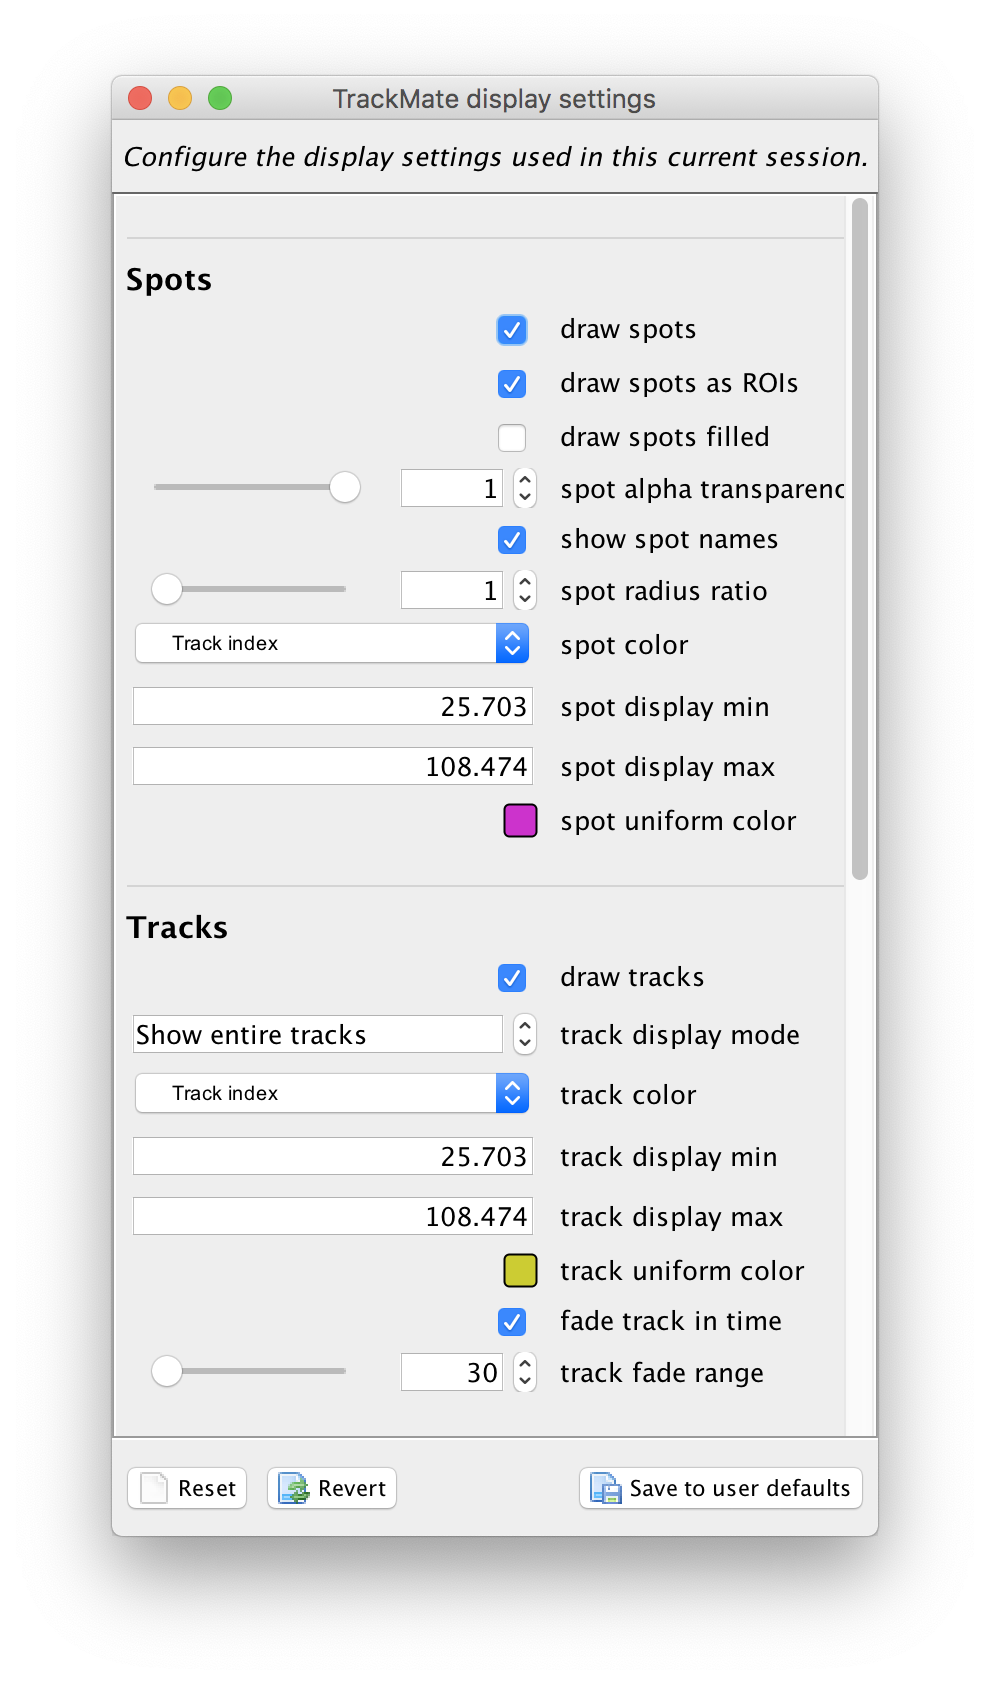 TrackMate display settings
Configure the display settings used in this current session.
Spots
draw spots
draw spots as ROIs
draw spots filled
1 spot alpha transparenc
show spot names
1 spot radius ratio
Track index spot color
25.703 spot display min
108.474 spot display max
spot uniform color
Tracks
draw tracks
Show entire tracks track display mode
Track index track color
25.703 track display min
108.474 track display max
track uniform color
fade track in time
30 track fade range
Reset Revert Save to user defaults